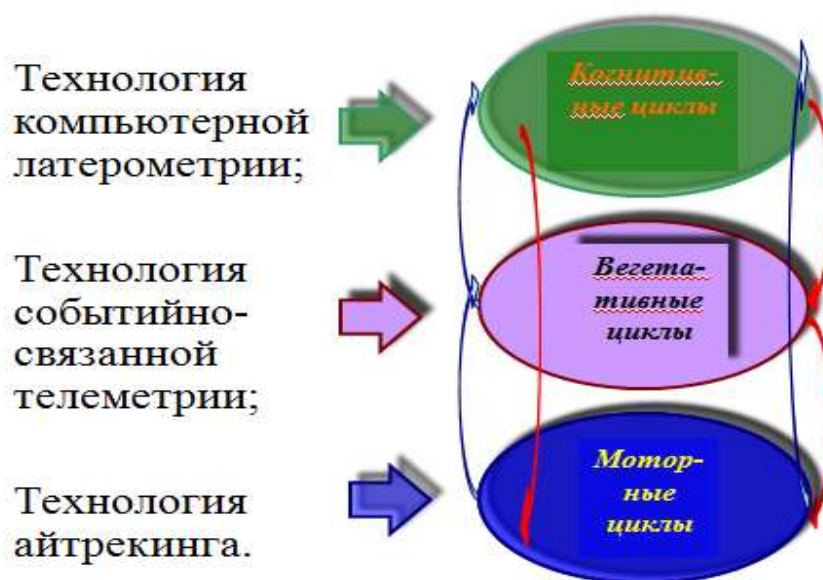 Технология
компьютерной
латерометрии;
Когнитив-
ные циклы
Технология
событийно-
связанной
телеметрии;
Вегета-
тивные
циклы
Технология
айтрекинга.
Мотор-
ные
циклы